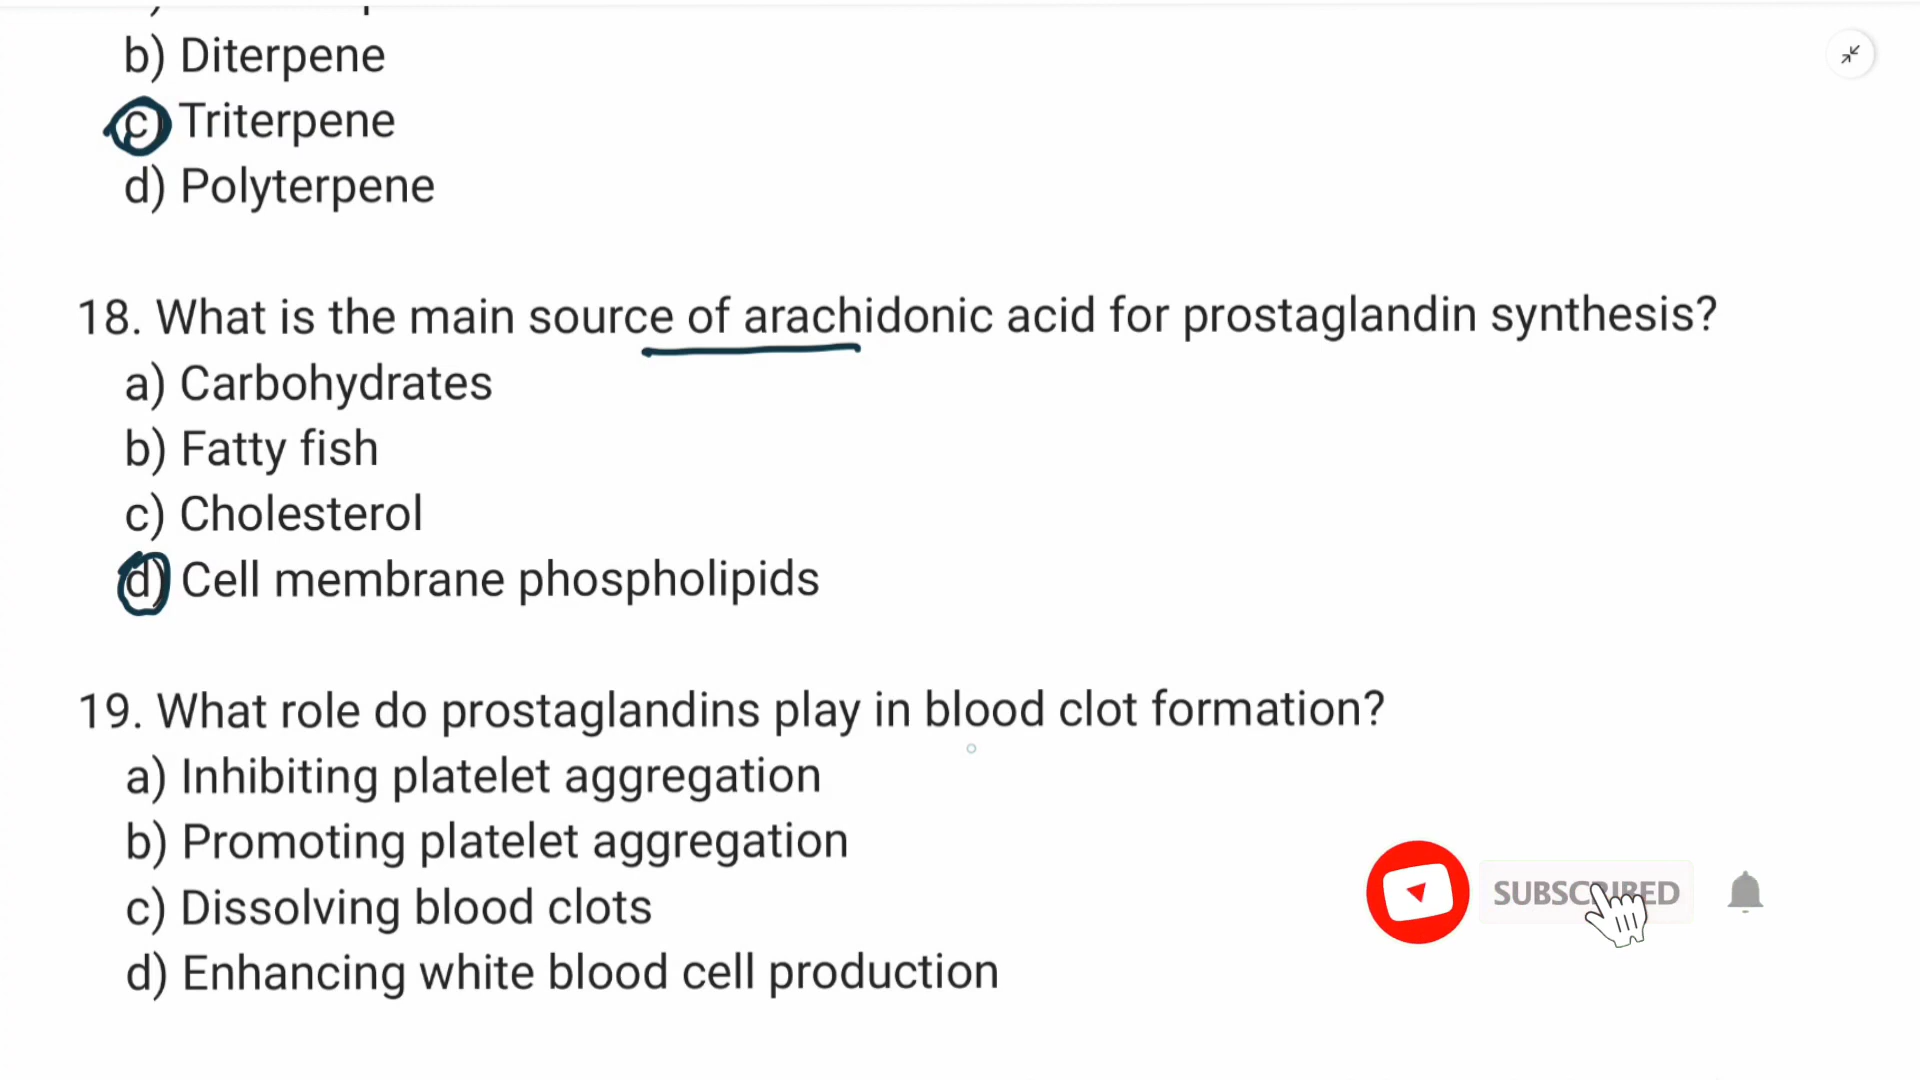 b) Diterpene
c) Triterpene
d) Polyterpene
18. What is the main source of arachidonic acid for prostaglandin synthesis?
a) Carbohydrates
b) Fatty fish
c) Cholesterol
d) Cell membrane phospholipids
19. What role do prostaglandins play in blood clot formation?
a) Inhibiting platelet aggregation
b) Promoting platelet aggregation
c) Dissolving blood clots
d) Enhancing white blood cell production
SUBSCRIBED